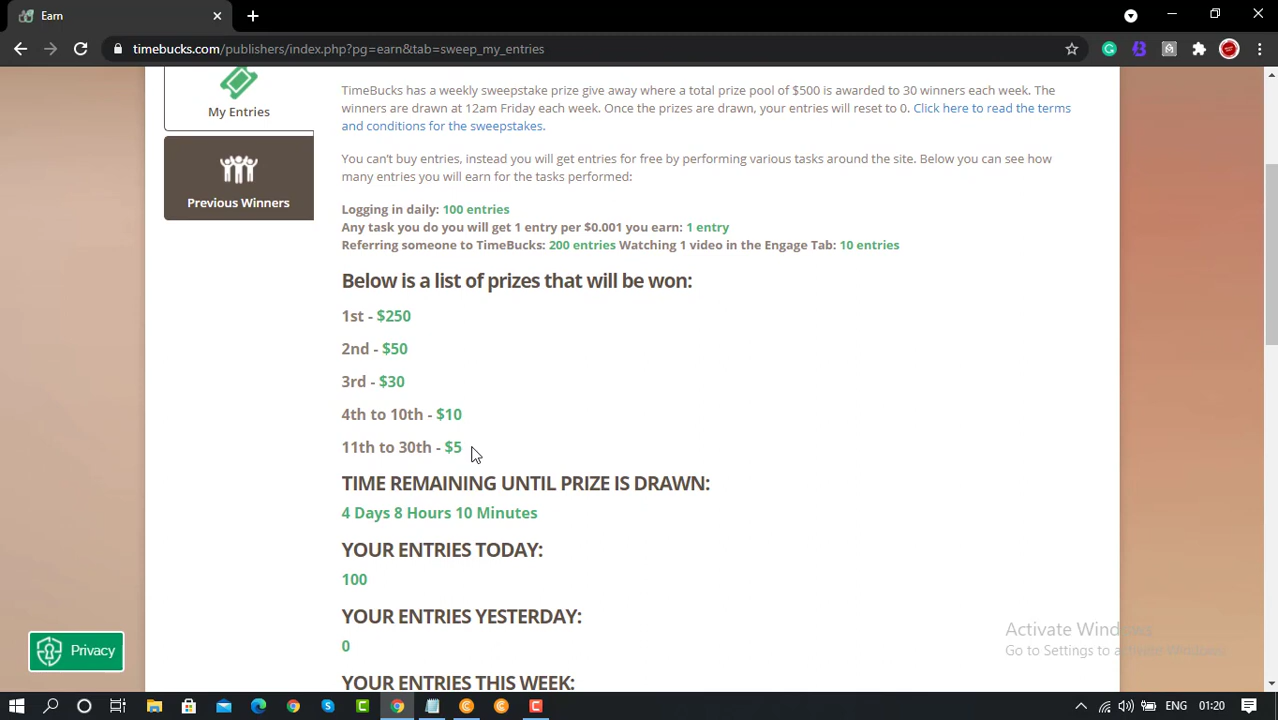 Earn
timebucks.com/publishers/index.php?pg=earn&tab=sweep_my_entries
My Entries
Previous Winners
TimeBucks has a weekly sweepstake prize give away where a total prize pool of $500 is awarded to 30 winners each week. The
winners are drawn at 12am Friday each week. Once the prizes are drawn, your entries will reset to 0. Click here to read the terms
and conditions for the sweepstakes.
You can't buy entries, instead you will get entries for free by performing various tasks around the site. Below you can see how
many entries you will earn for the tasks performed:
Logging in daily: 100 entries
Any task you do you will get 1 entry per $0.001 you earn: 1 entry
Referring someone to TimeBucks: 200 entries Watching 1 video in the Engage Tab: 10 entries
Below is a list of prizes that will be won:
1st - $250
2nd - $50
3rd - $30
4th to 10th - $10
11th to 30th - $5
TIME REMAINING UNTIL PRIZE IS DRAWN:
4 Days 8 Hours 10 Minutes
YOUR ENTRIES TODAY:
100
YOUR ENTRIES YESTERDAY:
0
YOUR ENTRIES THIS WEEK:
Privacy
Activate Windows
Go to Settings to activate Windows.
ENG
01:20